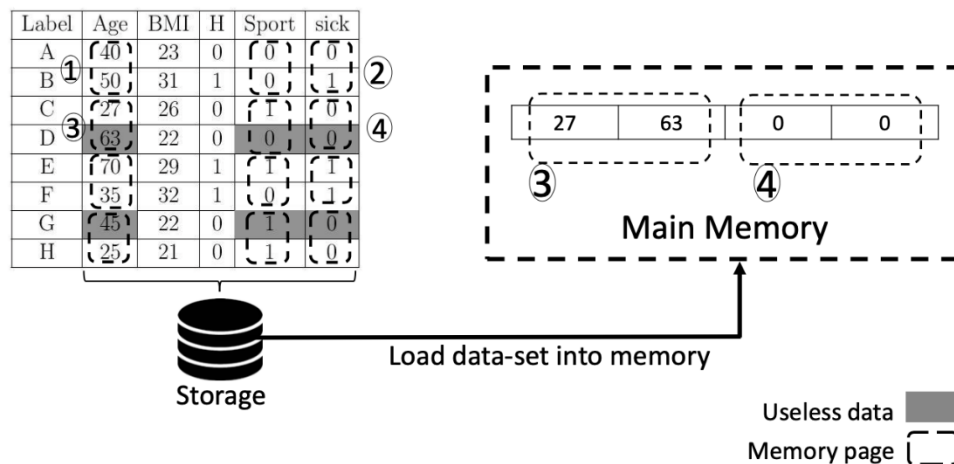 Label Age BMI H Sport sick
A 40 23 0 0 0
① B 50 31 1 0 1 ②
C 27 26 0 1 0
③ D 63 22 0 0 0 ④
E 70 29 1 1 1
F 35 32 1 0 1
G 45 22 0 1 0
H 25 21 0 1 0
27 63 0 0
③ ④
Main Memory
Load data-set into memory
Storage
Useless data
Memory page